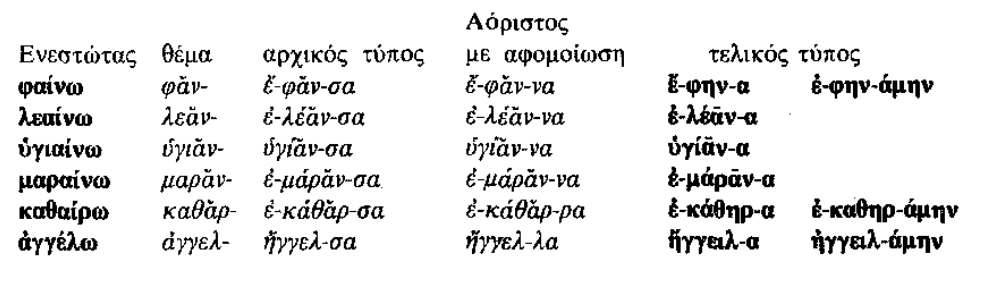 Αόριστος
Ενεστώτας θέμα αρχικός τύπος με αφομοίωση τελικός τύπος
φαίνω φᾰν- ἔ-φᾰν-σα ἔ-φᾰν-να ἔ-φην-α ἐ-φην-άμην
λεαίνω λεᾰν- ἐ-λέᾰν-σα ἐ-λέᾰν-να ἐ-λέᾱν-α
ὑγιαίνω ὑγιᾰν- ὑγίᾰν-σα ὑγίᾰν-να ὑγίᾱν-α
μαραίνω μαρᾰν- ἐ-μάρᾰν-σα ἐ-μάρᾰν-να ἐ-μάρᾱν-α
καθαίρω καθᾰρ- ἐ-κάθᾰρ-σα ἐ-κάθᾰρ-ρα ἐ-κάθηρ-α ἐ-καθηρ-άμην
ἀγγέλω ἀγγελ- ἤγγελ-σα ἤγγελ-λα ἤγγειλ-α ἠγγειλ-άμην